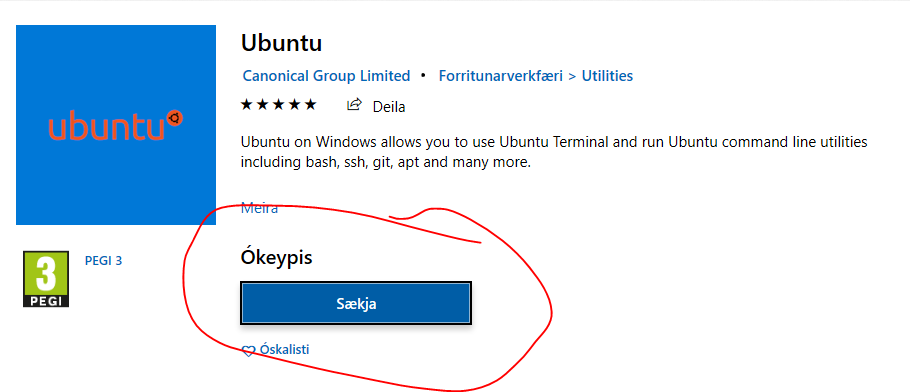 ubuntu
Ubuntu
Canonical Group Limited • Forritunarverkfæri > Utilities
Deila
Ubuntu on Windows allows you to use Ubuntu Terminal and run Ubuntu command line utilities
including bash, ssh, git, apt and many more.
Meira
3
PEGI
PEGI 3
Ókeypis
Sækja
Óskalisti